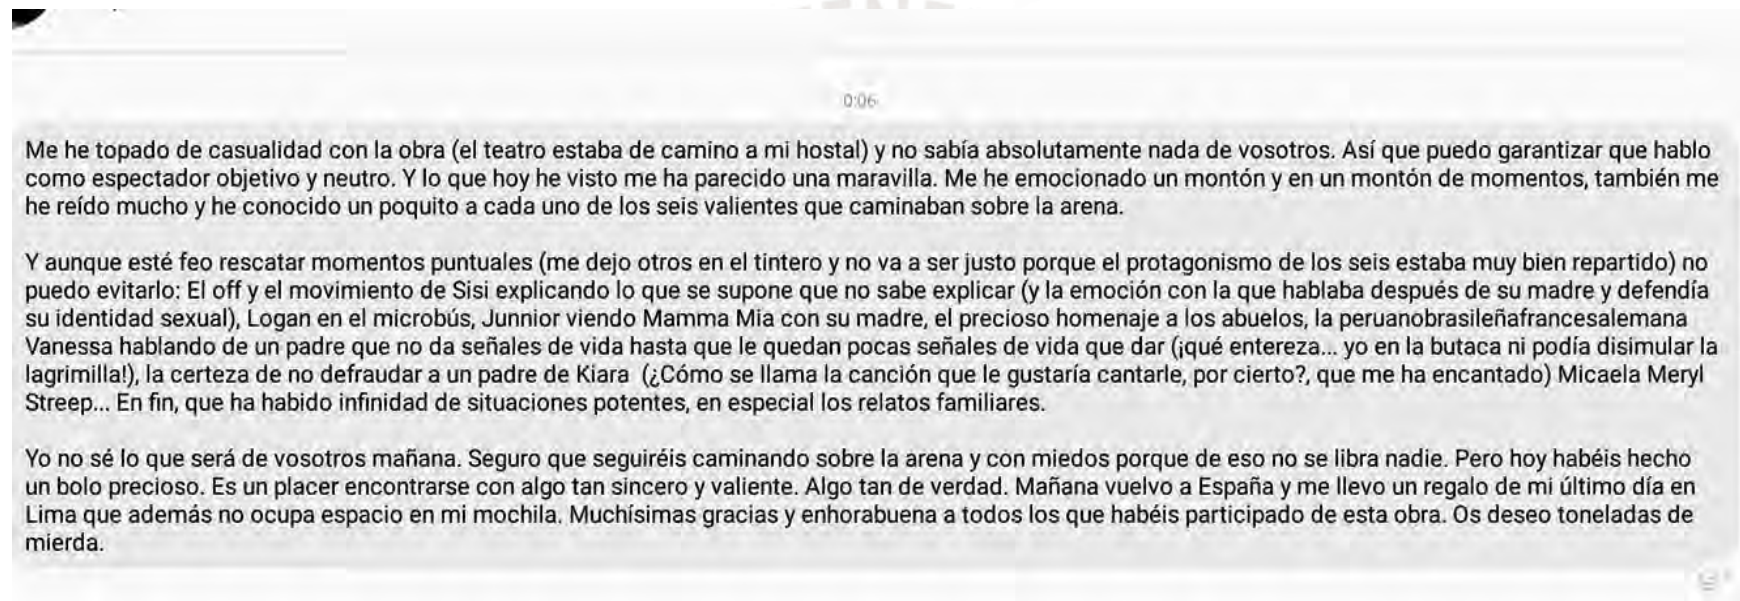 0:06
Me he topado de casualidad con la obra (el teatro estaba de camino a mi hostal) y no sabía absolutamente nada de vosotros. Así que puedo garantizar que hablo
como espectador objetivo y neutro. Y lo que hoy he visto me ha parecido una maravilla. Me he emocionado un montón y en un montón de momentos, también me
he reído mucho y he conocido un poquito a cada uno de los seis valientes que caminaban sobre la arena.
Y aunque esté feo rescatar momentos puntuales (me dejo otros en el tintero y no va a ser justo porque el protagonismo de los seis estaba muy bien repartido) no
puedo evitarlo: El off y el movimiento de Sisi explicando lo que se supone que no sabe explicar (y la emoción con la que hablaba después de su madre y defendía
su identidad sexual), Logan en el microbús, Junnior viendo Mamma Mia con su madre, el precioso homenaje a los abuelos, la peruanobrasileñafrancesalemana
Vanessa hablando de un padre que no da señales de vida hasta que le quedan pocas señales de vida que dar (¡qué entereza... yo en la butaca ni podía disimular la
lagrimilla!), la certeza de no defraudar a un padre de Kiara (¿Cómo se llama la canción que le gustaría cantarle, por cierto?, que me ha encantado) Micaela Meryl
Streep... En fin, que ha habido infinidad de situaciones potentes, en especial los relatos familiares.
Yo no sé lo que será de vosotros mañana. Seguro que seguiréis caminando sobre la arena y con miedos porque de eso no se libra nadie. Pero hoy habéis hecho
un bolo precioso. Es un placer encontrarse con algo tan sincero y valiente. Algo tan de verdad. Mañana vuelvo a España y me llevo un regalo de mi último día en
Lima que además no ocupa espacio en mi mochila. Muchísimas gracias y enhorabuena a todos los que habéis participado de esta obra. Os deseo toneladas de
mierda.